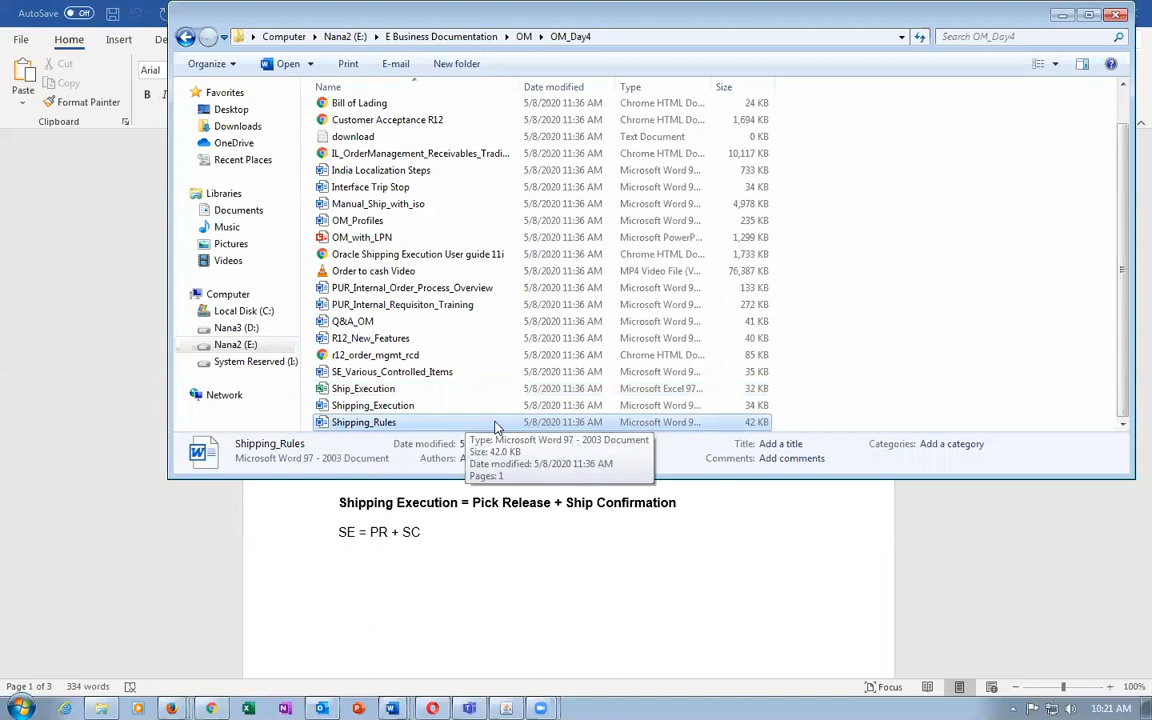 AutoSave Off
File Home Insert
Paste
Cut
Copy
Format Painter
Clipboard
Arial
B
Computer Nana2 (E:) E Business Documentation OM OM_Day4
Search OM_Day4
Organize Open Print E-mail New folder
Favorites
Desktop
Downloads
OneDrive
Recent Places
Libraries
Documents
Music
Pictures
Videos
Computer
Local Disk (C:)
Nana3 (D:)
Nana2 (E:)
System Reserved (I:)
Network
Name Date modified Type Size
Bill of Lading 5/8/2020 11:36 AM Chrome HTML Do... 24 KB
Customer Acceptance R12 5/8/2020 11:36 AM Chrome HTML Do... 1,694 KB
download 5/8/2020 11:36 AM Text Document 0 KB
IL_OrderManagement_Receivables_Tradi... 5/8/2020 11:36 AM Chrome HTML Do... 10,117 KB
India Localization Steps 5/8/2020 11:36 AM Microsoft Word 9... 733 KB
Interface Trip Stop 5/8/2020 11:36 AM Microsoft Word 9... 34 KB
Manual_Ship_with_iso 5/8/2020 11:36 AM Microsoft Word 9... 4,978 KB
OM_Profiles 5/8/2020 11:36 AM Microsoft Word 9... 235 KB
OM_with_LPN 5/8/2020 11:36 AM Microsoft PowerP... 1,299 KB
Oracle Shipping Execution User guide 11i 5/8/2020 11:36 AM Chrome HTML Do... 1,733 KB
Order to cash Video 5/8/2020 11:36 AM MP4 Video File (V... 76,387 KB
PUR_Internal_Order_Process_Overview 5/8/2020 11:36 AM Microsoft Word 9... 133 KB
PUR_Internal_Requisiton_Training 5/8/2020 11:36 AM Microsoft Word 9... 272 KB
Q&A_OM 5/8/2020 11:36 AM Microsoft Word 9... 41 KB
R12_New_Features 5/8/2020 11:36 AM Microsoft Word 9... 40 KB
r12_order_mgmt_rcd 5/8/2020 11:36 AM Chrome HTML Do... 85 KB
SE_Various_Controlled_Items 5/8/2020 11:36 AM Microsoft Word 9... 35 KB
Ship_Execution 5/8/2020 11:36 AM Microsoft Excel 97... 32 KB
Shipping_Execution 5/8/2020 11:36 AM Microsoft Word 9... 34 KB
Shipping_Rules 5/8/2020 11:36 AM Microsoft Word 9... 42 KB
Type: Microsoft Word 97 - 2003 Document
Size: 42.0 KB
Date modified: 5/8/2020 11:36 AM
Pages: 1
Shipping_Rules Date modified: 5 Title: Add a title Categories: Add a category
Microsoft Word 97 - 2003 Document Authors: Comments: Add comments
Shipping Execution = Pick Release + Ship Confirmation
SE = PR + SC
Page 1 of 3 334 words Focus 100%
10:21 AM